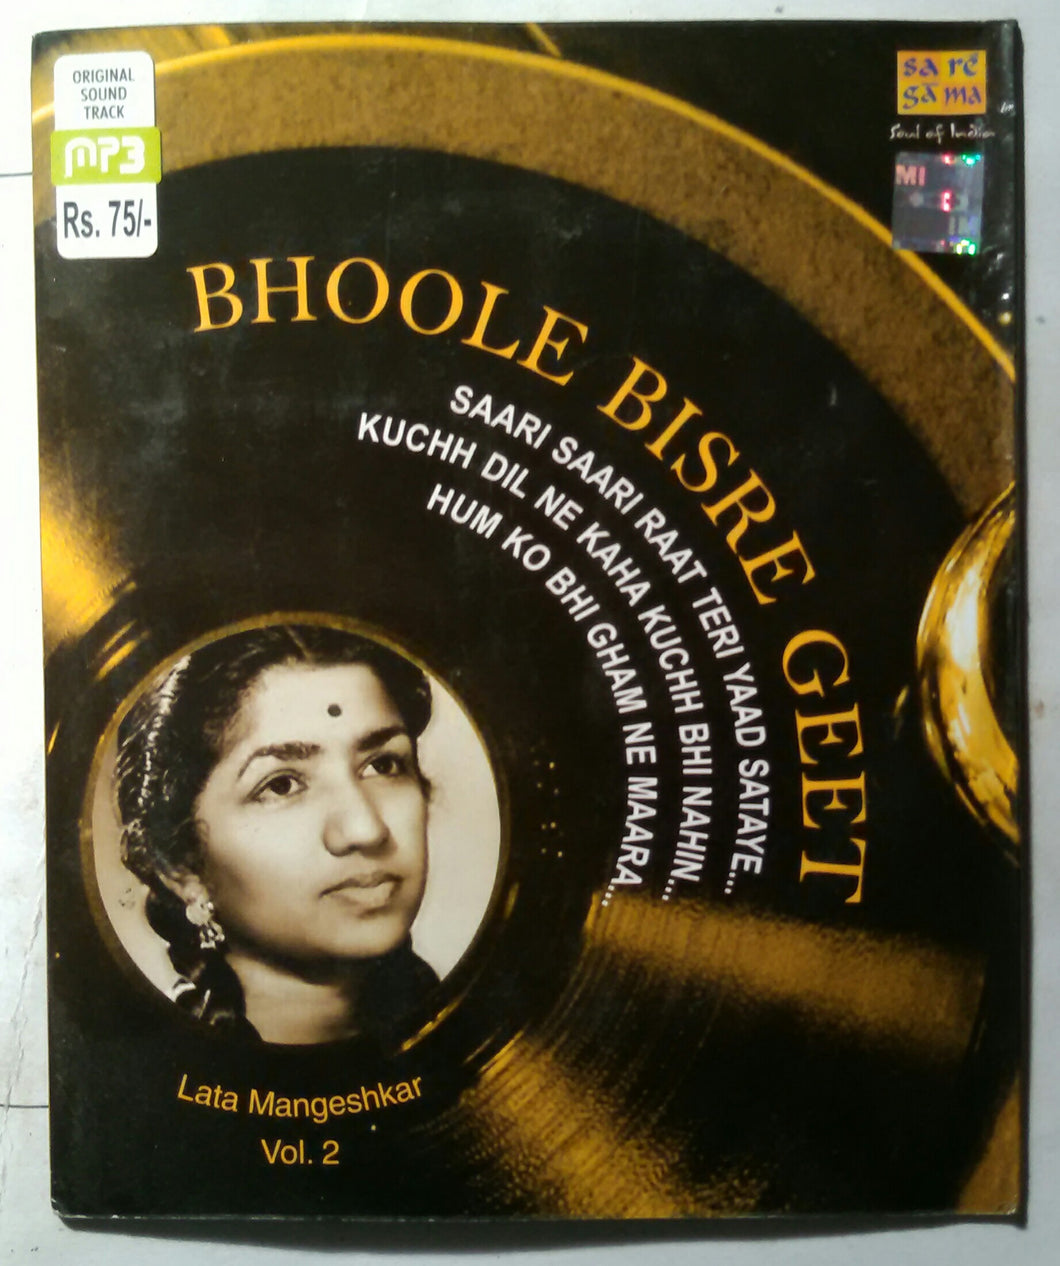 ORIGINAL
SOUND
TRACK
MP3
Rs. 75/-
sa re
gā ma
Soul of India
BHOOLE BISRE GEET
SAARI SAARI RAAT TERI YAAD SATAYE...
KUCHH DIL NE KAHA KUCHH BHI NAHIN...
HUM KO BHI GHAM NE MAARA...
Lata Mangeshkar
Vol. 2